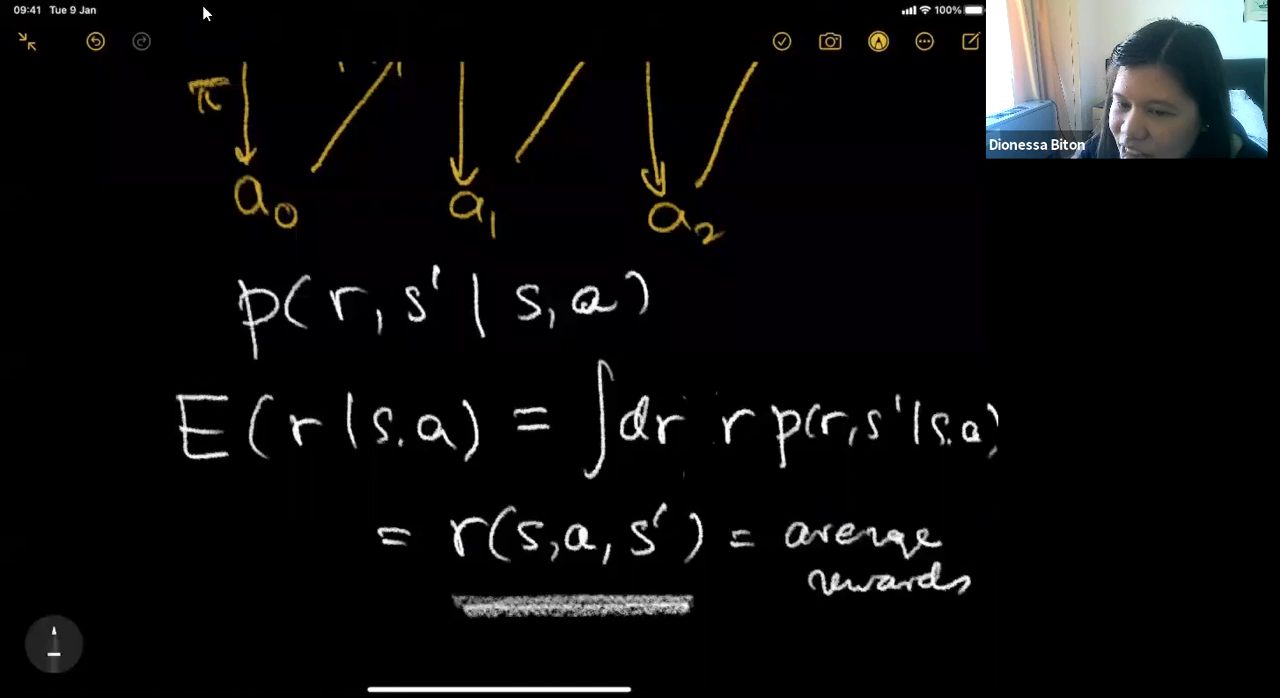 09:41 Tue 9 Jan 100%
Dionessa Biton
π
a₀ a₁ a₂
p(r, s' | s, a)
E(r | s.a) = ∫dr r p(r, s' | s.a)
= r(s, a, s') = average
rewards